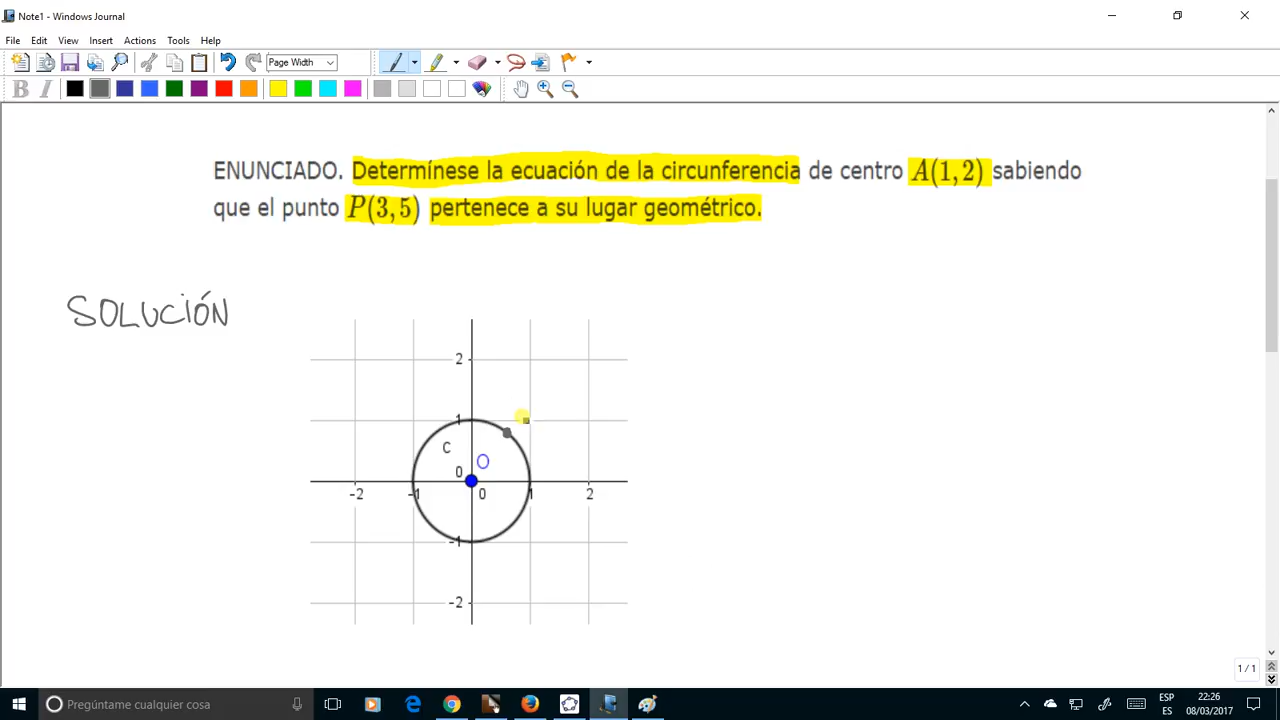 Note1 - Windows Journal
File Edit View Insert Actions Tools Help
Page Width
B I
ENUNCIADO. Determínese la ecuación de la circunferencia de centro A(1, 2) sabiendo
que el punto P(3, 5) pertenece a su lugar geométrico.
SOLUCIÓN
2
1
C
O
0
-2 -1 0 1 2
-1
-2
1 / 1
Pregúntame cualquier cosa
ESP 22:26
ES 08/03/2017